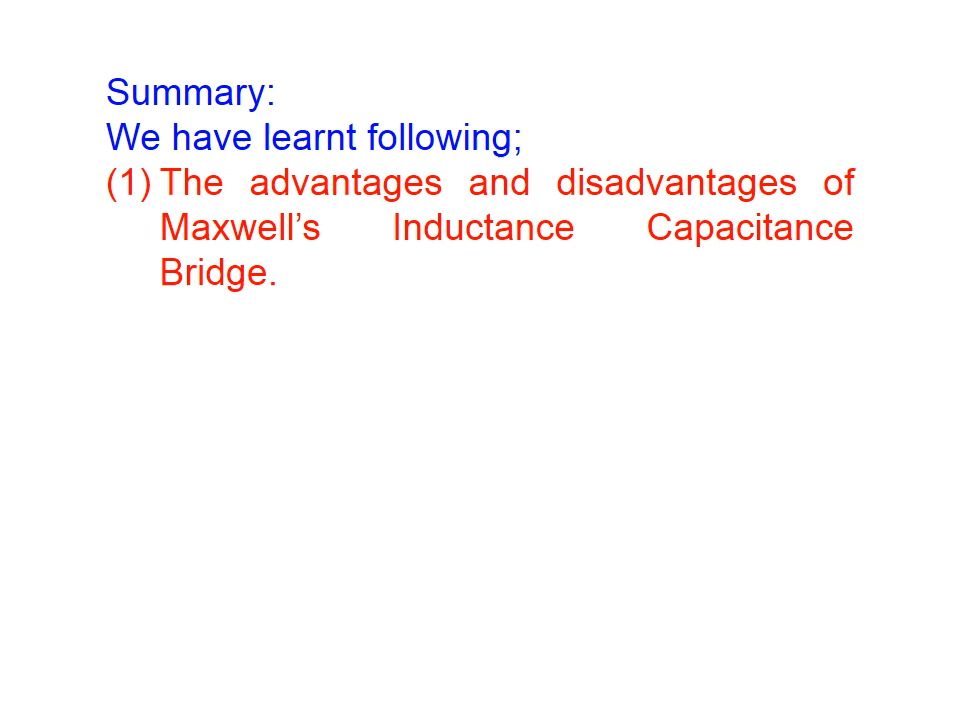 Summary:
We have learnt following;
(1) The advantages and disadvantages of
Maxwell’s Inductance Capacitance
Bridge.